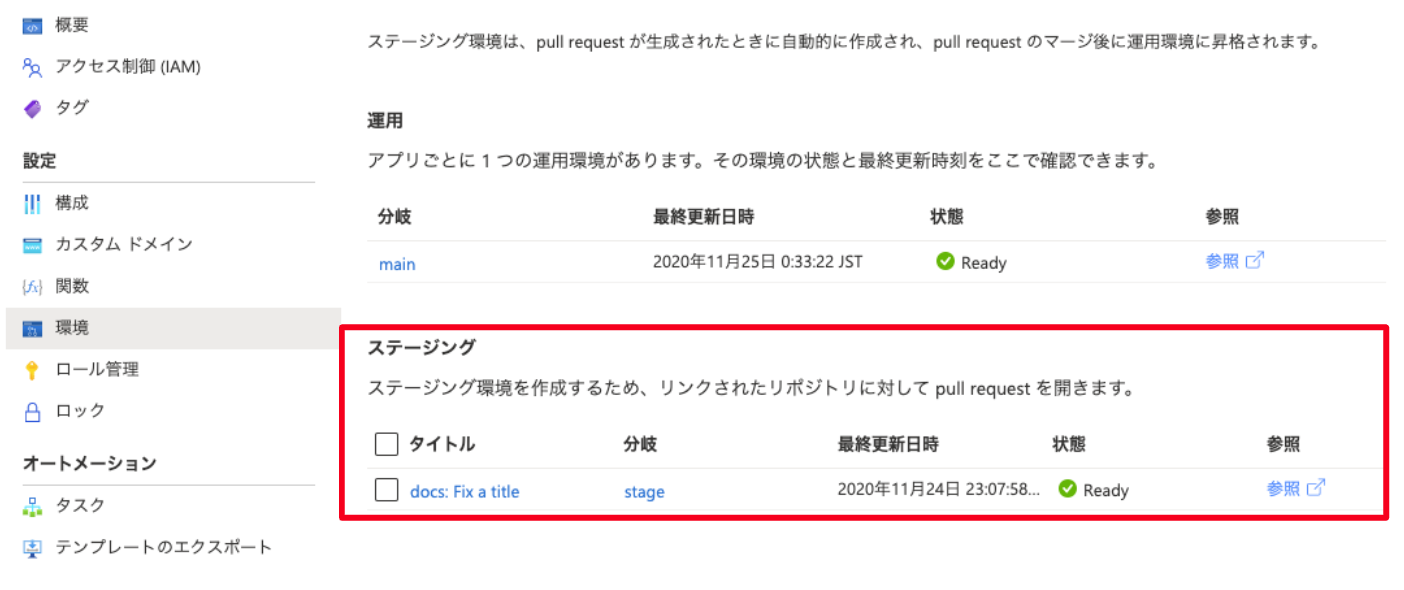 概要
アクセス制御 (IAM)
タグ
設定
構成
カスタム ドメイン
関数
環境
ロール管理
ロック
オートメーション
タスク
テンプレートのエクスポート
ステージング環境は、pull request が生成されたときに自動的に作成され、pull request のマージ後に運用環境に昇格されます。
運用
アプリごとに 1 つの運用環境があります。その環境の状態と最終更新時刻をここで確認できます。
分岐 最終更新日時 状態 参照
main 2020年11月25日 0:33:22 JST Ready 参照
ステージング
ステージング環境を作成するため、リンクされたリポジトリに対して pull request を開きます。
タイトル 分岐 最終更新日時 状態 参照
docs: Fix a title stage 2020年11月24日 23:07:58... Ready 参照